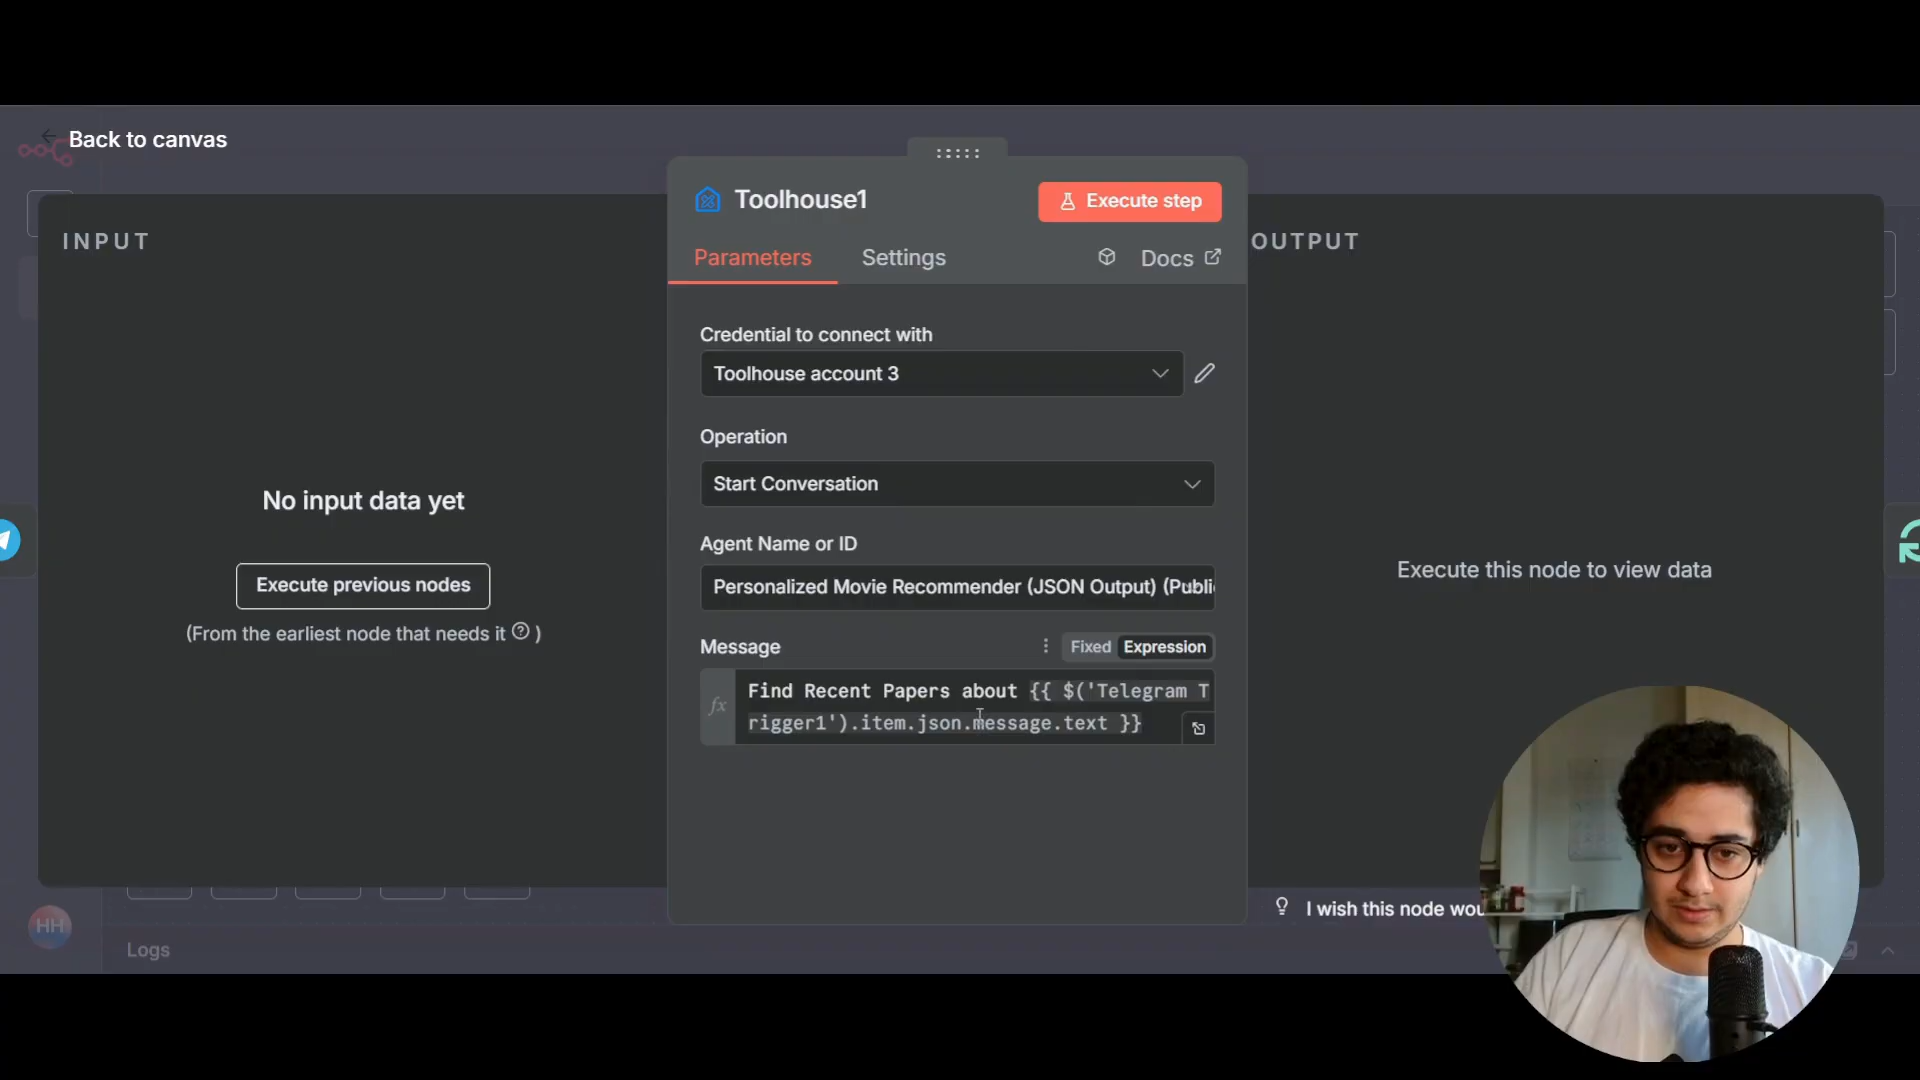 Back to canvas
INPUT
No input data yet
Execute previous nodes
(From the earliest node that needs it ? )
Toolhouse1
Execute step
Parameters
Settings
Docs
Credential to connect with
Toolhouse account 3
Operation
Start Conversation
Agent Name or ID
Personalized Movie Recommender (JSON Output) (Publi
Message
Fixed
Expression
fx
Find Recent Papers about {{ $('Telegram T
rigger1').item.json.message.text }}
OUTPUT
Execute this node to view data
I wish this node wou
HH
Logs